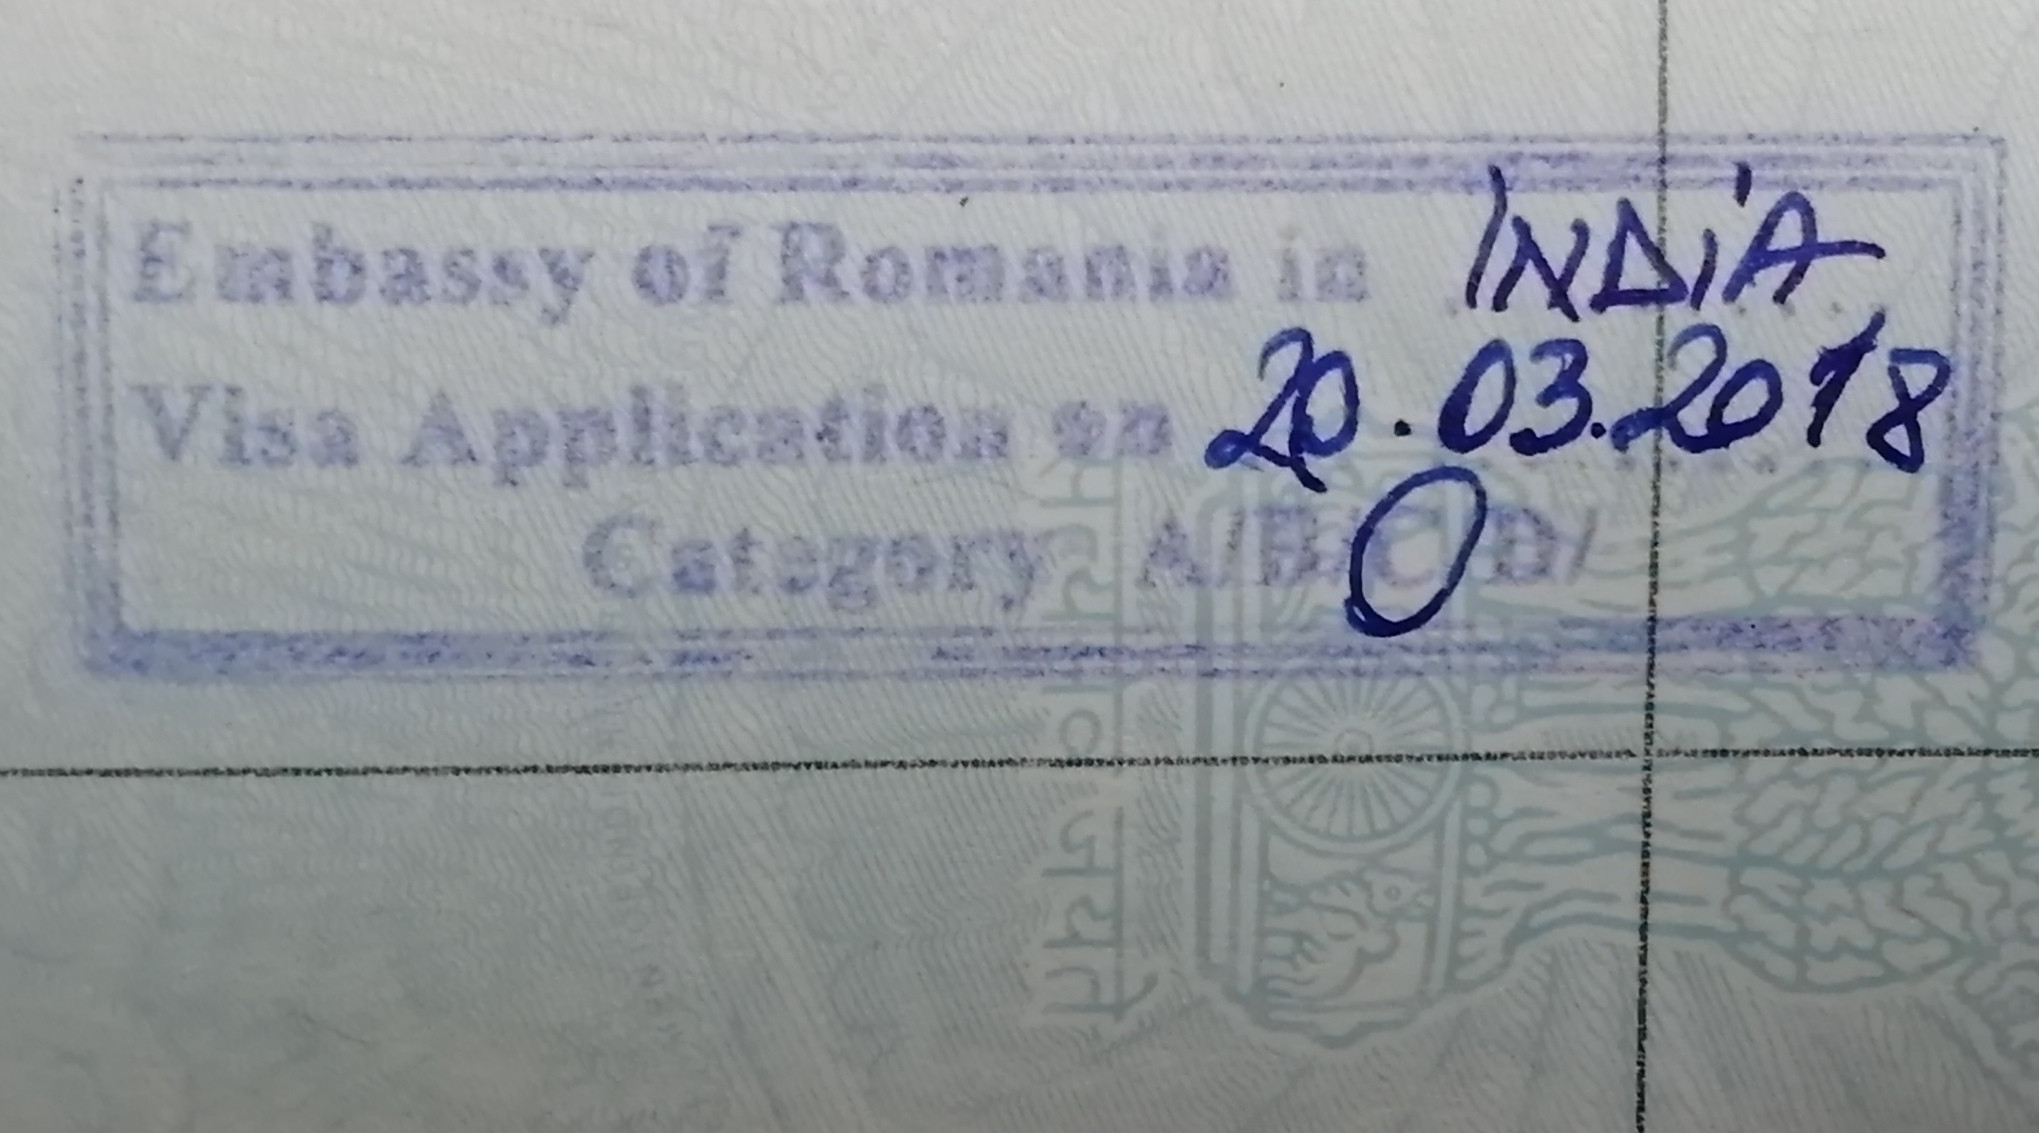 Embassy of Romania in INDIA
Visa Application on 20.03.2018
Category A/B/C/D/